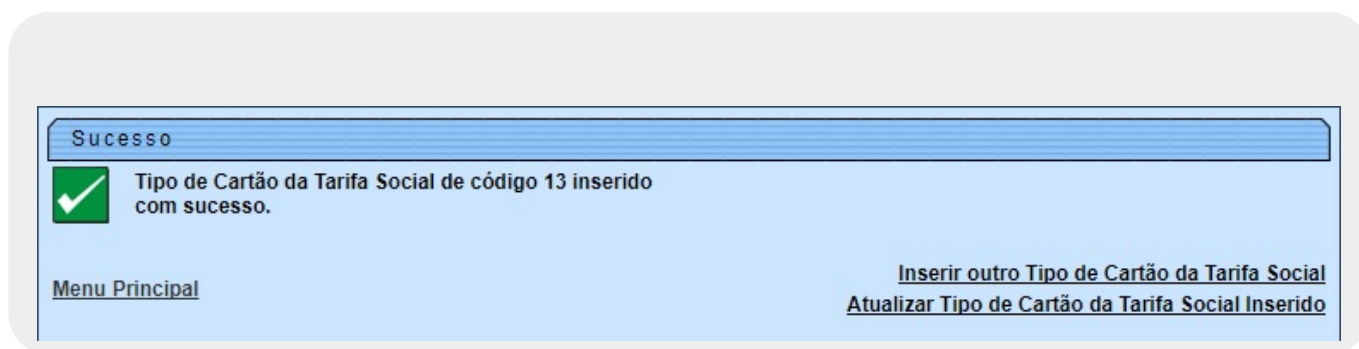 Sucesso
Tipo de Cartão da Tarifa Social de código 13 inserido
com sucesso.
Menu Principal
Inserir outro Tipo de Cartão da Tarifa Social
Atualizar Tipo de Cartão da Tarifa Social Inserido